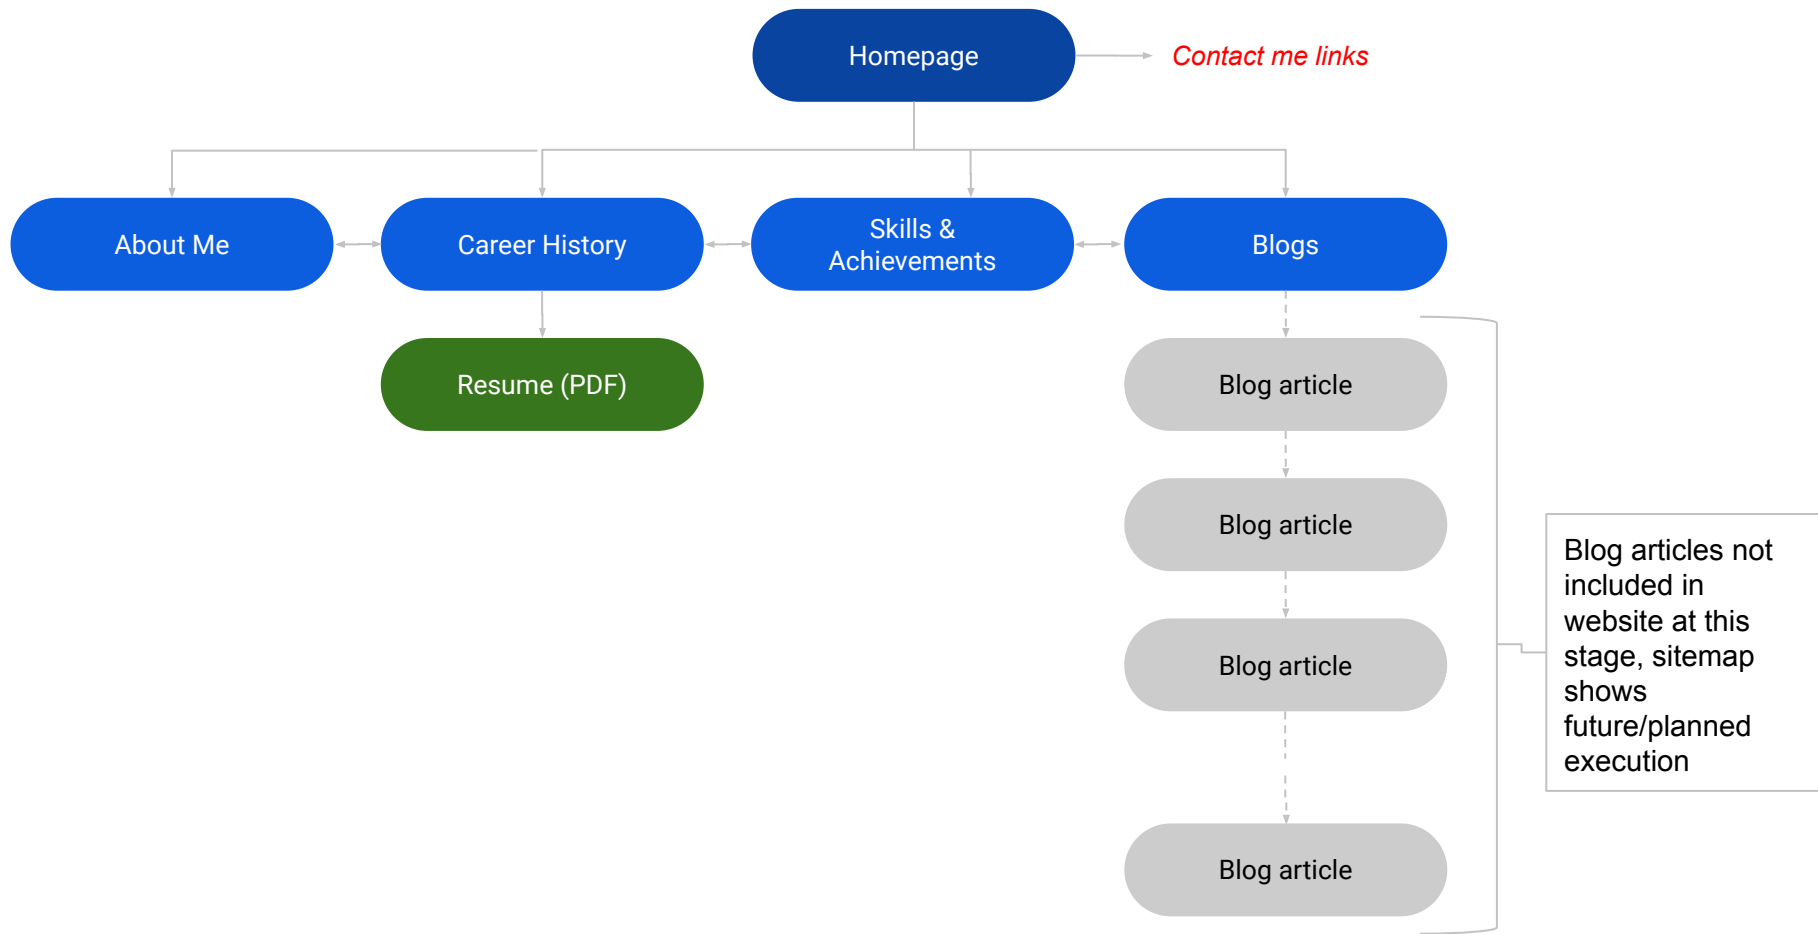 Homepage
Contact me links
About Me
Career History
Skills &
Achievements
Blogs
Resume (PDF)
Blog article
Blog article
Blog article
Blog article
Blog articles not
included in
website at this
stage, sitemap
shows
future/planned
execution